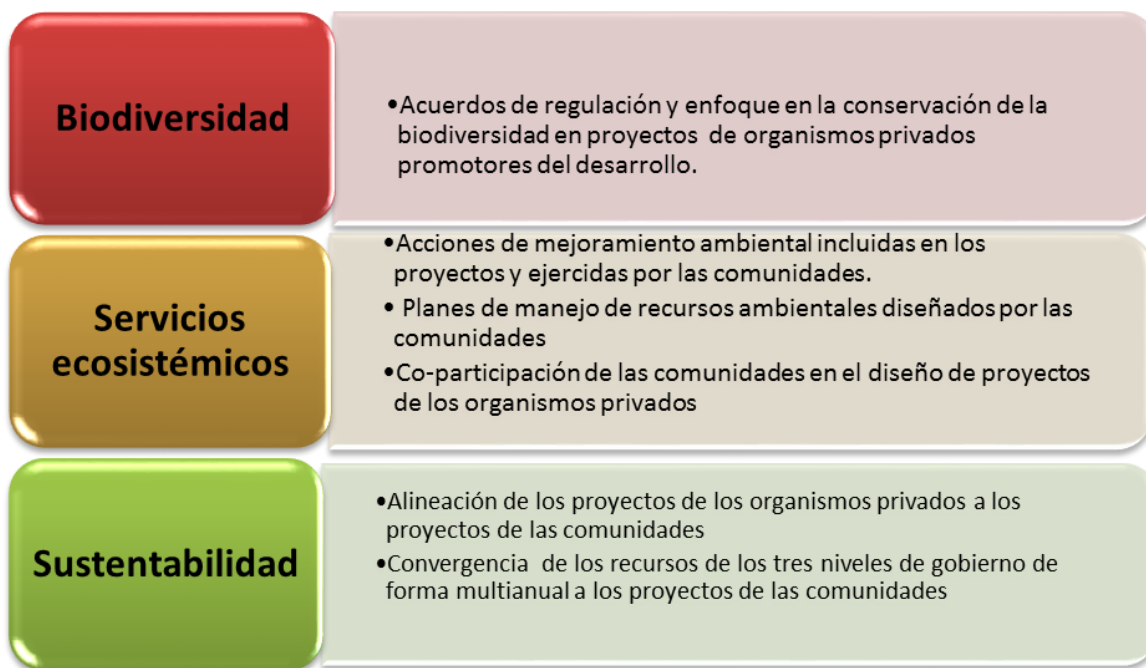 Biodiversidad
•Acuerdos de regulación y enfoque en la conservación de la
biodiversidad en proyectos de organismos privados
promotores del desarrollo.
Servicios
ecosistémicos
•Acciones de mejoramiento ambiental incluidas en los
proyectos y ejercidas por las comunidades.
• Planes de manejo de recursos ambientales diseñados por las
comunidades
•Co-participación de las comunidades en el diseño de proyectos
de los organismos privados
Sustentabilidad
•Alineación de los proyectos de los organismos privados a los
proyectos de las comunidades
•Convergencia de los recursos de los tres niveles de gobierno de
forma multianual a los proyectos de las comunidades